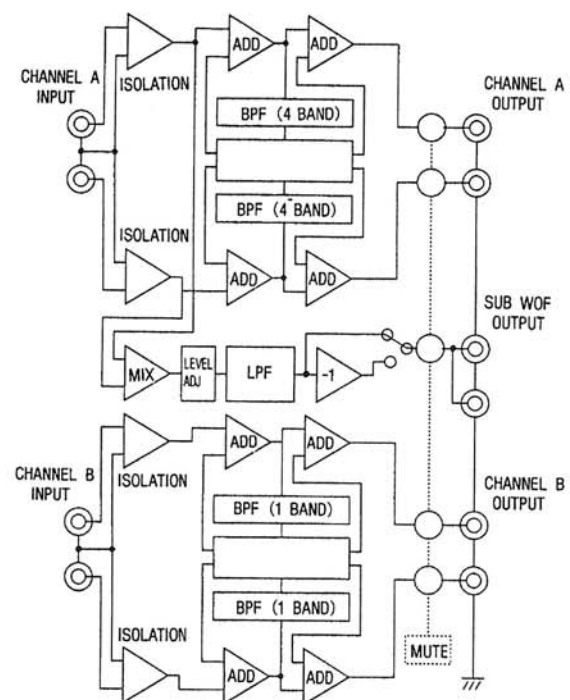 CHANNEL A
INPUT
ISOLATION
ADD
ADD
BPF (4 BAND)
BPF (4 BAND)
ISOLATION
ADD
ADD
CHANNEL A
OUTPUT
SUB WOF
OUTPUT
MIX
LEVEL
ADJ
LPF
-1
CHANNEL B
INPUT
ISOLATION
ADD
ADD
BPF (1 BAND)
BPF (1 BAND)
ISOLATION
ADD
ADD
CHANNEL B
OUTPUT
MUTE